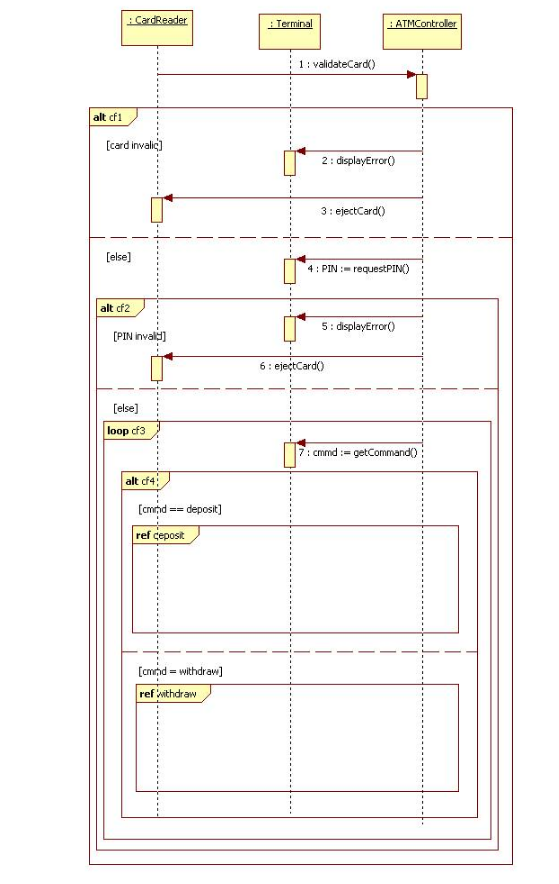 : CardReader
: Terminal
: ATMController
1 : validateCard()
alt cf1
[card invalid]
2 : displayError()
3 : ejectCard()
[else]
4 : PIN := requestPIN()
alt cf2
5 : displayError()
[PIN invalid]
6 : ejectCard()
[else]
loop cf3
7 : cmmd := getCommand()
alt cf4
[cmmd == deposit]
ref deposit
[cmmd = withdraw]
ref withdraw